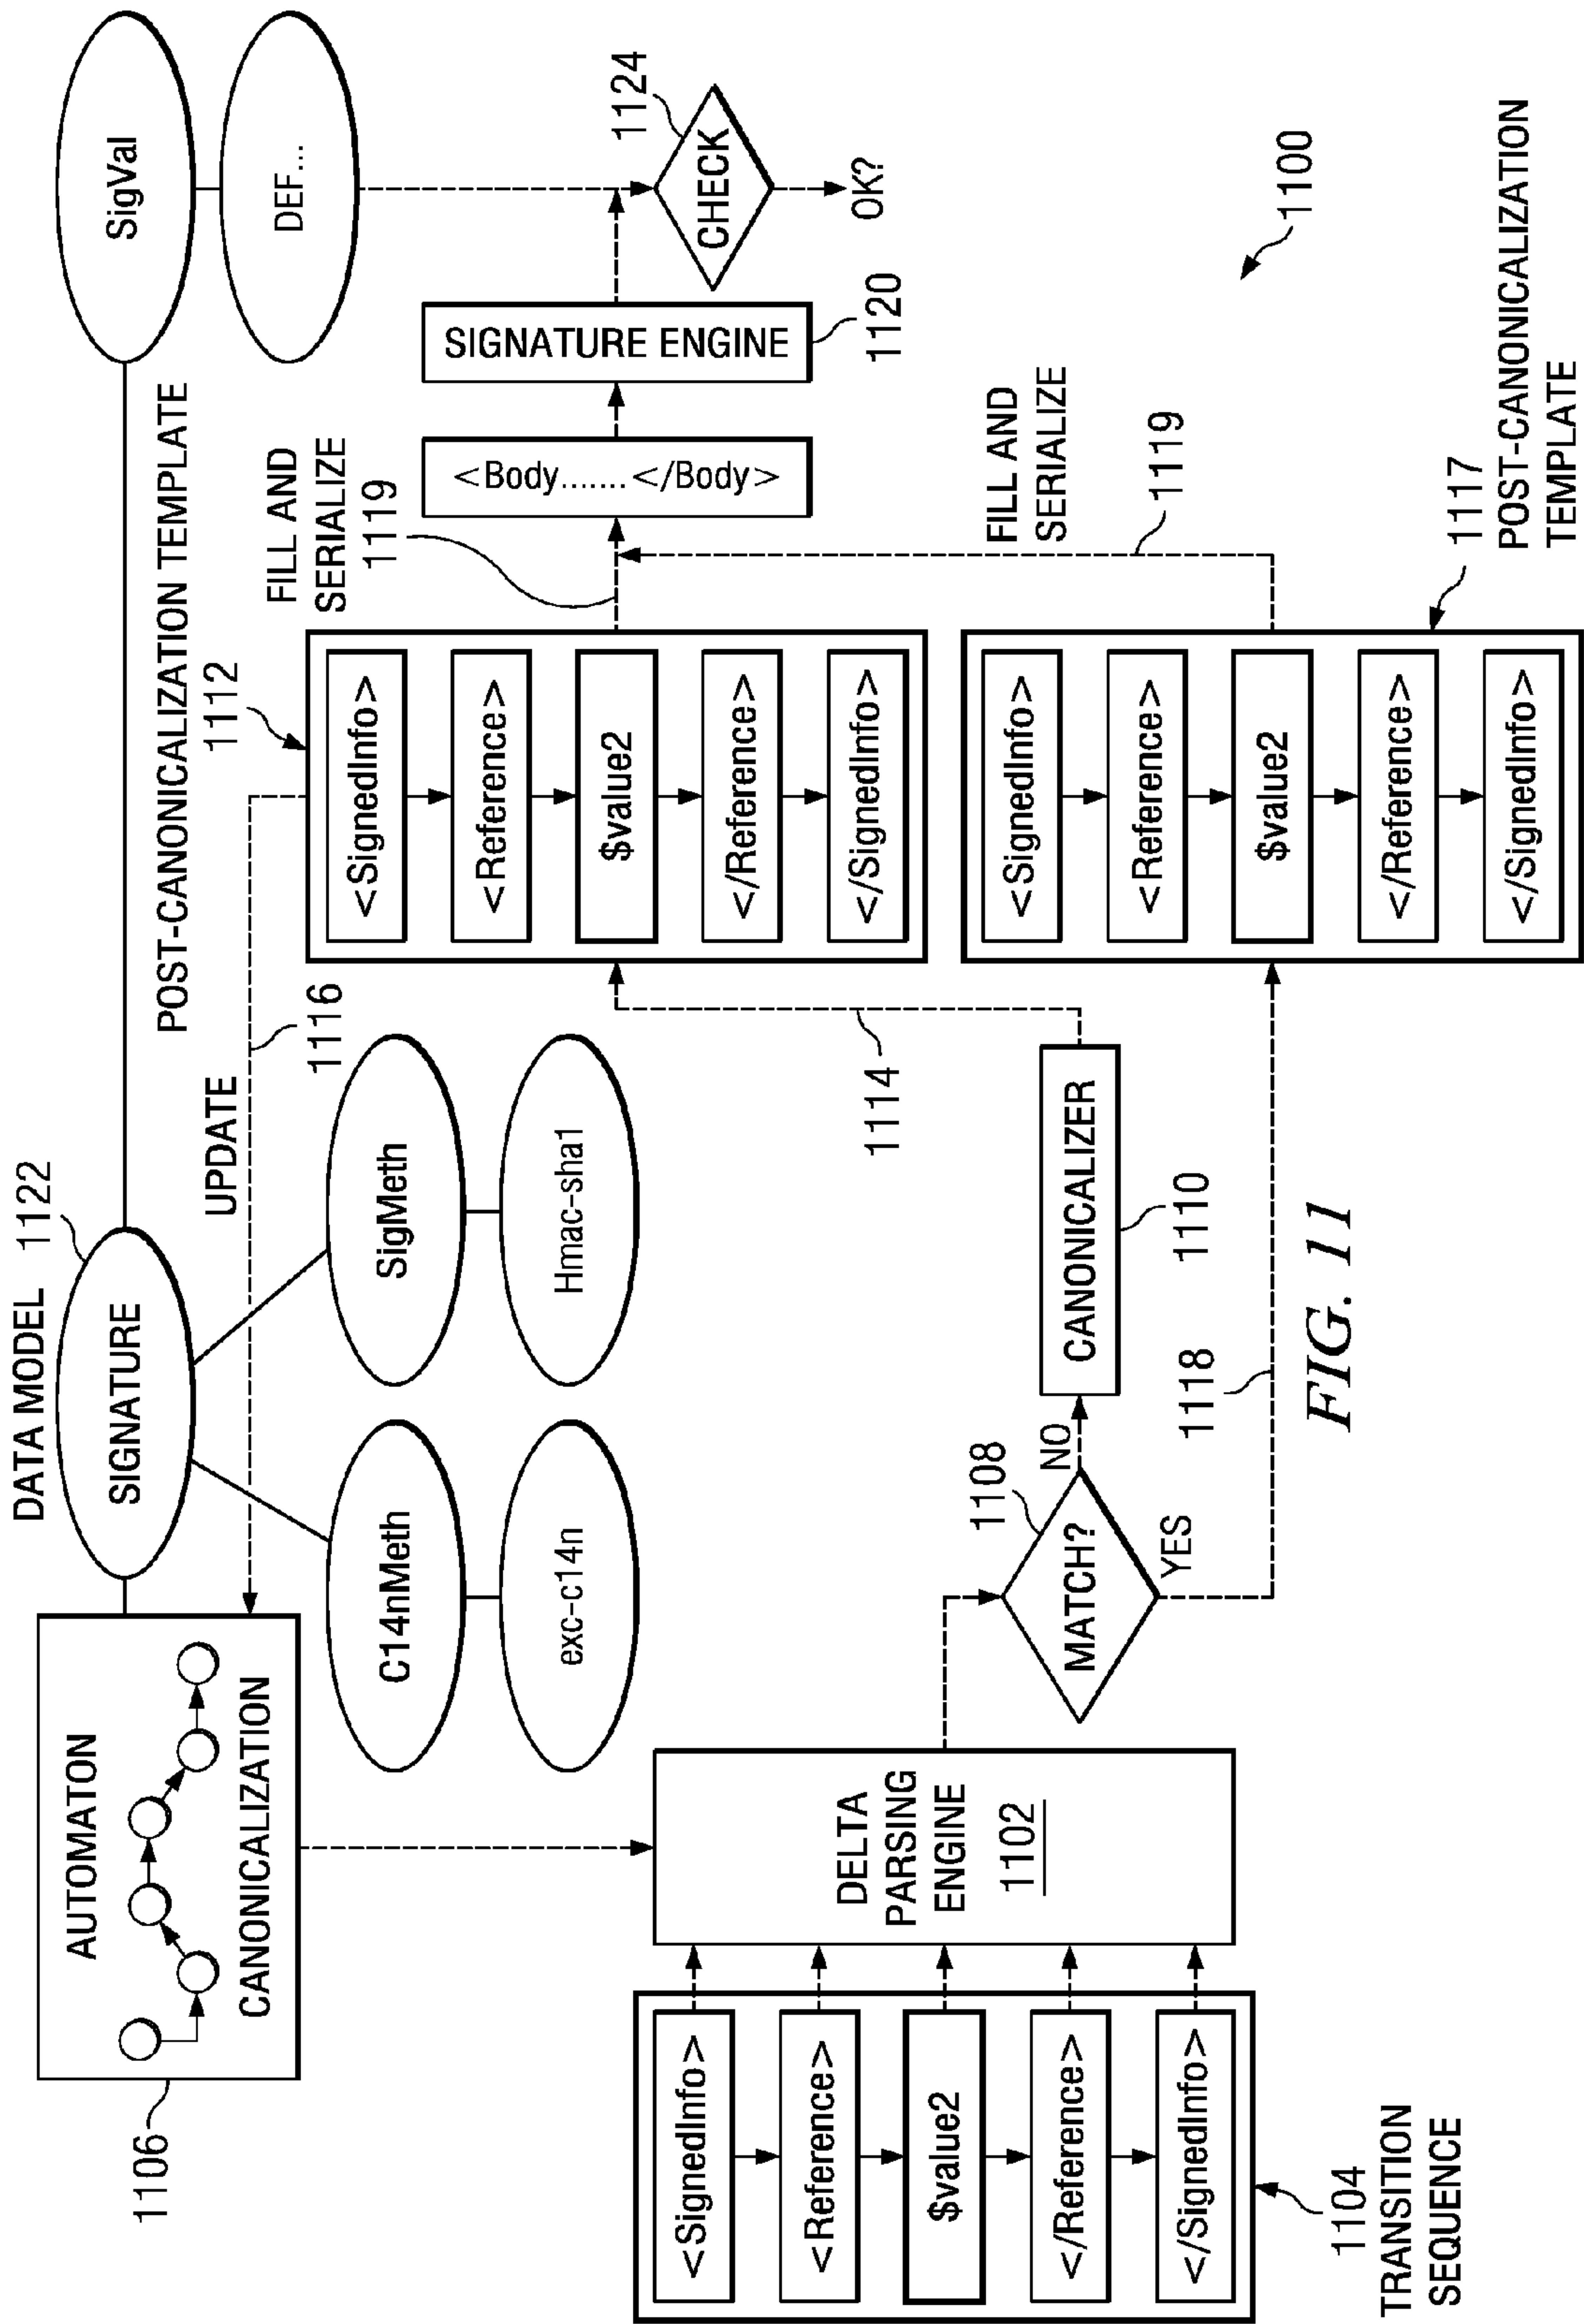 DATA MODEL
1122
SIGNATURE
SigVal
DEF...
AUTOMATON
CANONICALIZATION
1106
UPDATE
1116
C14nMeth
exc-c14n
SigMeth
Hmac-sha1
POST-CANONICALIZATION TEMPLATE
1112
<SignedInfo>
<Reference>
$value2
</Reference>
</SignedInfo>
FILL AND
SERIALIZE
1119
<Body.......</Body>
SIGNATURE ENGINE
1120
1124
CHECK
OK?
<SignedInfo>
<Reference>
$value2
</Reference>
</SignedInfo>
1104
TRANSITION
SEQUENCE
DELTA
PARSING
ENGINE
1102
1108
MATCH?
NO
YES
CANONICALIZER
1110
1114
1118
<SignedInfo>
<Reference>
$value2
</Reference>
</SignedInfo>
FILL AND
SERIALIZE
1119
1117
POST-CANONICALIZATION
TEMPLATE
1100
FIG. 11